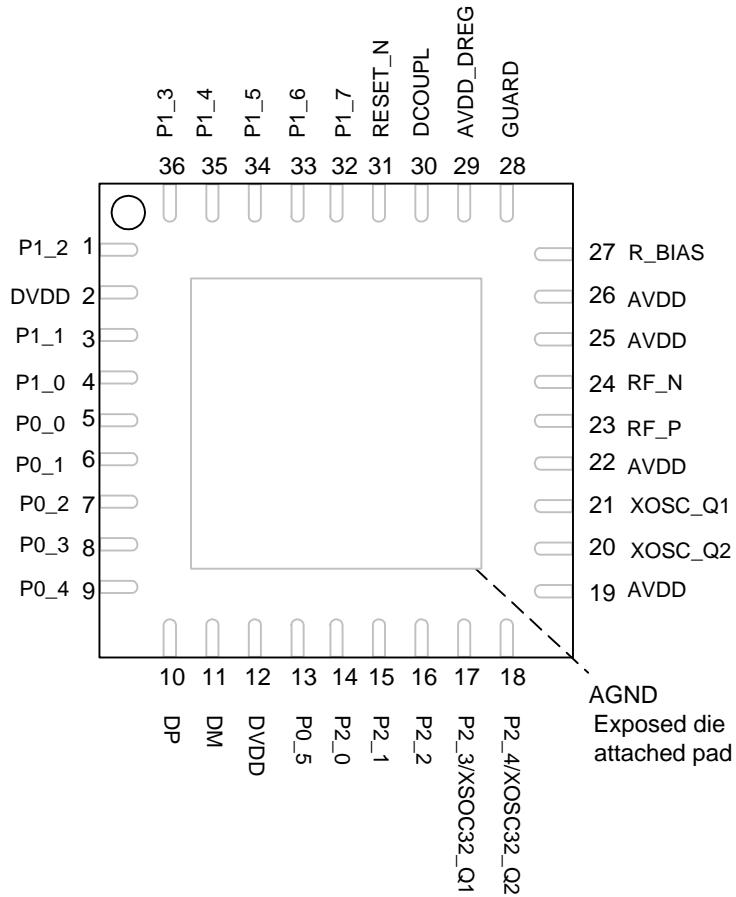 P1_3
P1_4
P1_5
P1_6
P1_7
RESET_N
DCOUPL
AVDD_DREG
GUARD
36 35 34 33 32 31 30 29 28
P1_2 1
DVDD 2
P1_1 3
P1_0 4
P0_0 5
P0_1 6
P0_2 7
P0_3 8
P0_4 9
27 R_BIAS
26 AVDD
25 AVDD
24 RF_N
23 RF_P
22 AVDD
21 XOSC_Q1
20 XOSC_Q2
19 AVDD
10 11 12 13 14 15 16 17 18
DP
DM
DVDD
P0_5
P2_0
P2_1
P2_2
P2_3/XSOC32_Q1
P2_4/XOSC32_Q2
AGND
Exposed die
attached pad